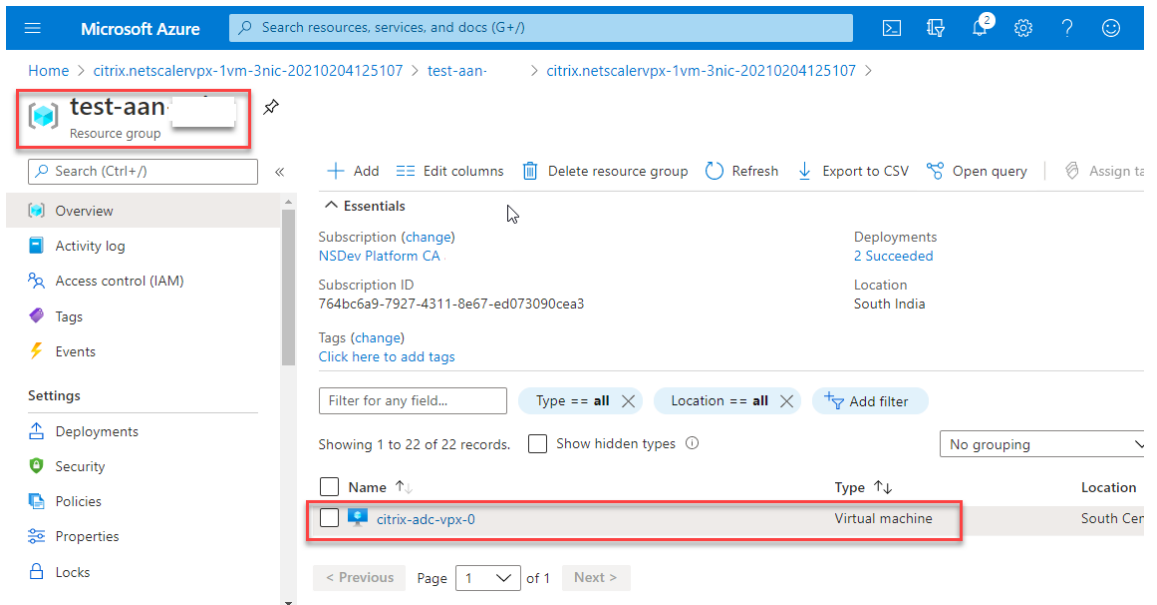 Microsoft Azure
Search resources, services, and docs (G+/)
2
Home > citrix.netscalervpx-1vm-3nic-20210204125107 > test-aan- > citrix.netscalervpx-1vm-3nic-20210204125107 >
test-aan-
Resource group
Search (Ctrl+/)
«
Add
Edit columns
Delete resource group
Refresh
Export to CSV
Open query
Assign ta
Overview
Activity log
Access control (IAM)
Tags
Events
Settings
Deployments
Security
Policies
Properties
Locks
Essentials
Subscription (change)
NSDev Platform CA
Subscription ID
764bc6a9-7927-4311-8e67-ed073090cea3
Tags (change)
Click here to add tags
Deployments
2 Succeeded
Location
South India
Filter for any field...
Type == all
Location == all
Add filter
Showing 1 to 22 of 22 records.
Show hidden types
No grouping
Name ↑↓
Type ↑↓
Location
citrix-adc-vpx-0
Virtual machine
South Cer
< Previous
Page 1 of 1
Next >